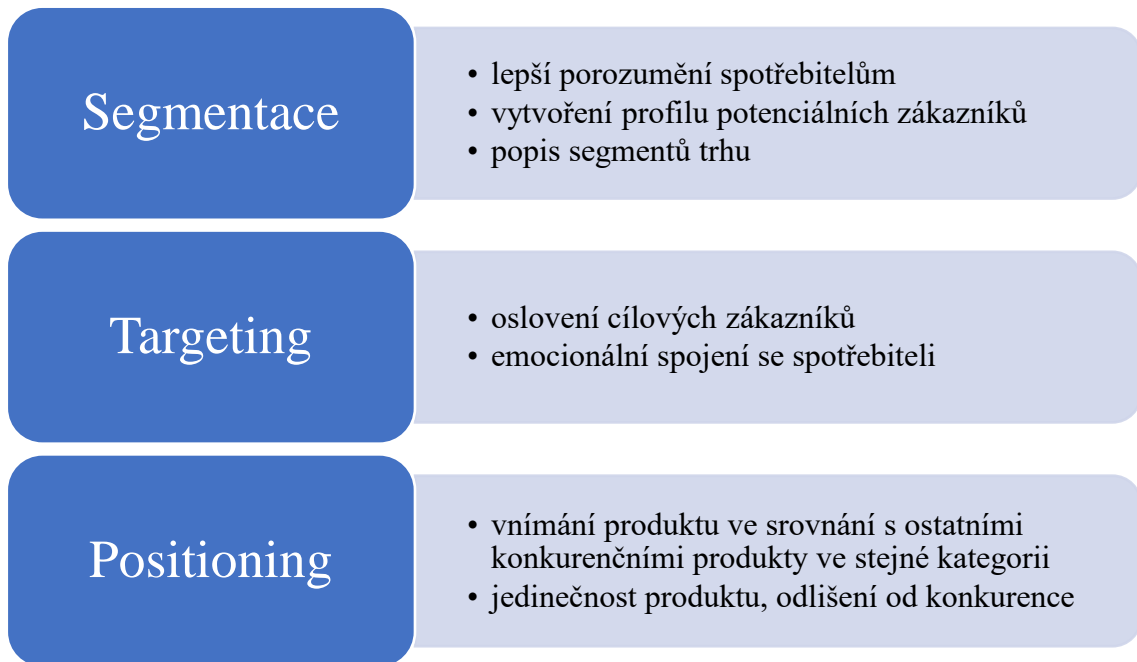 Segmentace
• lepší porozumění spotřebitelům
• vytvoření profilu potenciálních zákazníků
• popis segmentů trhu
Targeting
• oslovení cílových zákazníků
• emocionální spojení se spotřebiteli
Positioning
• vnímání produktu ve srovnání s ostatními
konkurenčními produkty ve stejné kategorii
• jedinečnost produktu, odlišení od konkurence